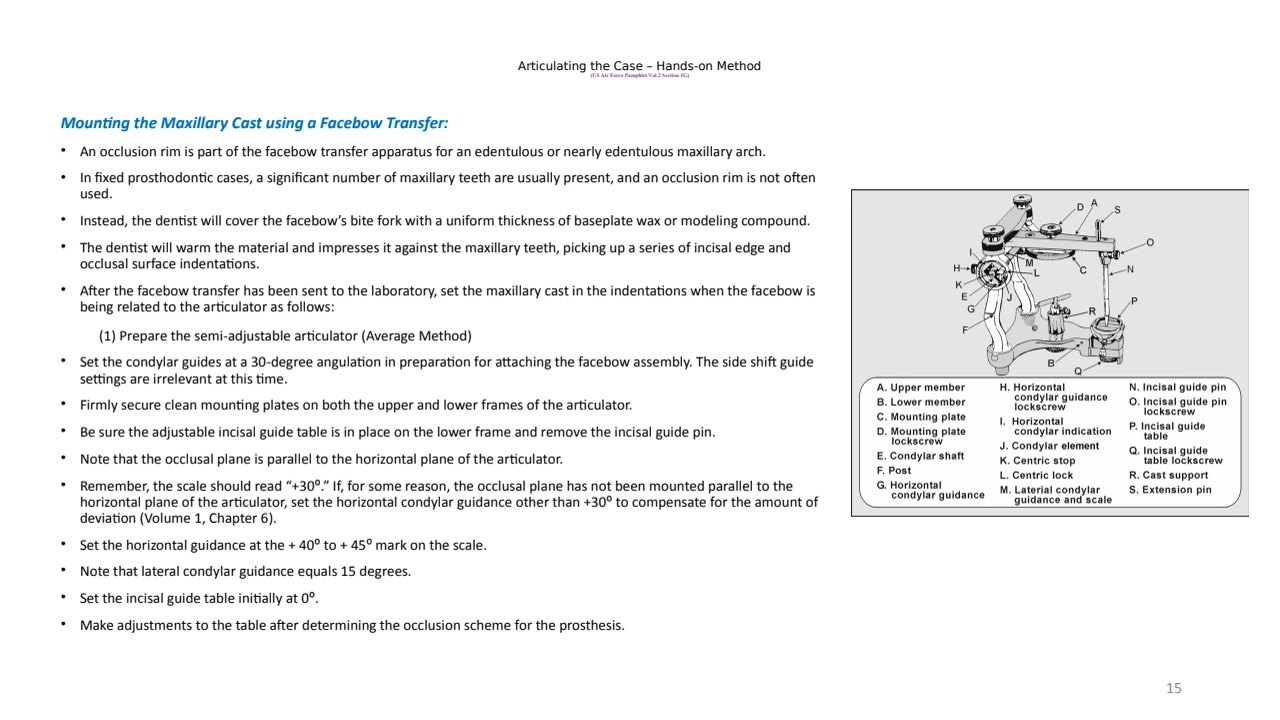 Articulating the Case – Hands-on Method
(US Air Force Pamphlet Vol.2 Section 1G)
Mounting the Maxillary Cast using a Facebow Transfer:
• An occlusion rim is part of the facebow transfer apparatus for an edentulous or nearly edentulous maxillary arch.
• In fixed prosthodontic cases, a significant number of maxillary teeth are usually present, and an occlusion rim is not often
used.
• Instead, the dentist will cover the facebow’s bite fork with a uniform thickness of baseplate wax or modeling compound.
• The dentist will warm the material and impresses it against the maxillary teeth, picking up a series of incisal edge and
occlusal surface indentations.
• After the facebow transfer has been sent to the laboratory, set the maxillary cast in the indentations when the facebow is
being related to the articulator as follows:
(1) Prepare the semi-adjustable articulator (Average Method)
• Set the condylar guides at a 30-degree angulation in preparation for attaching the facebow assembly. The side shift guide
settings are irrelevant at this time.
• Firmly secure clean mounting plates on both the upper and lower frames of the articulator.
• Be sure the adjustable incisal guide table is in place on the lower frame and remove the incisal guide pin.
• Note that the occlusal plane is parallel to the horizontal plane of the articulator.
• Remember, the scale should read “+30⁰.” If, for some reason, the occlusal plane has not been mounted parallel to the
horizontal plane of the articulator, set the horizontal condylar guidance other than +30⁰ to compensate for the amount of
deviation (Volume 1, Chapter 6).
• Set the horizontal guidance at the + 40⁰ to + 45⁰ mark on the scale.
• Note that lateral condylar guidance equals 15 degrees.
• Set the incisal guide table initially at 0⁰.
• Make adjustments to the table after determining the occlusion scheme for the prosthesis.
D
A
S
O
I
M
H
L
C
N
K
E
J
G
P
R
F
B
Q
A. Upper member
B. Lower member
C. Mounting plate
D. Mounting plate
lockscrew
E. Condylar shaft
F. Post
G. Horizontal
condylar guidance
H. Horizontal
condylar guidance
lockscrew
I. Horizontal
condylar indication
J. Condylar element
K. Centric stop
L. Centric lock
M. Laterial condylar
guidance and scale
N. Incisal guide pin
O. Incisal guide pin
lockscrew
P. Incisal guide
table
Q. Incisal guide
table lockscrew
R. Cast support
S. Extension pin
15